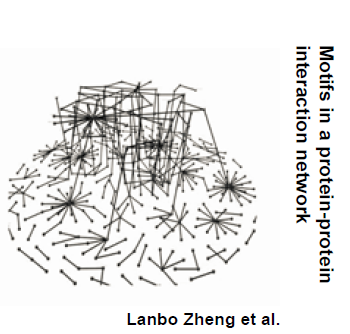 Motifs in a protein-protein
interaction network
Lanbo Zheng et al.